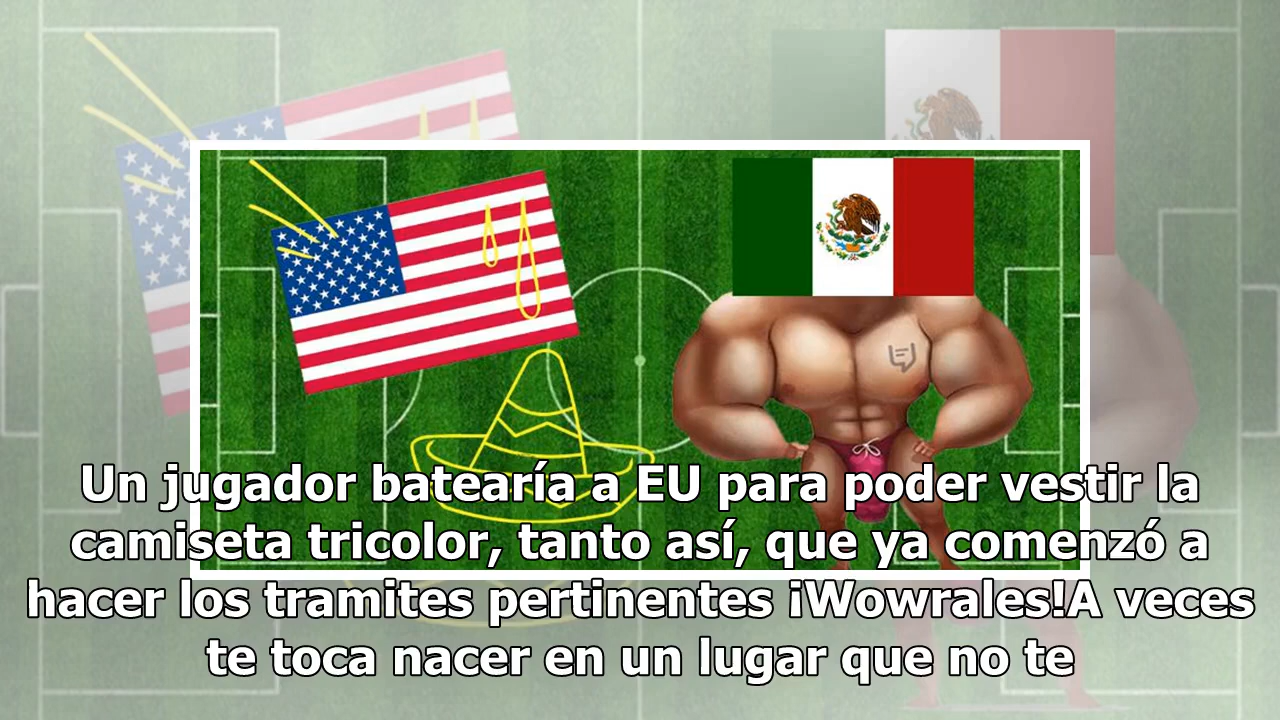 Un jugador batearía a EU para poder vestir la
camiseta tricolor, tanto así, que ya comenzó a
hacer los tramites pertinentes ¡Wowrales!A veces
te toca nacer en un lugar que no te